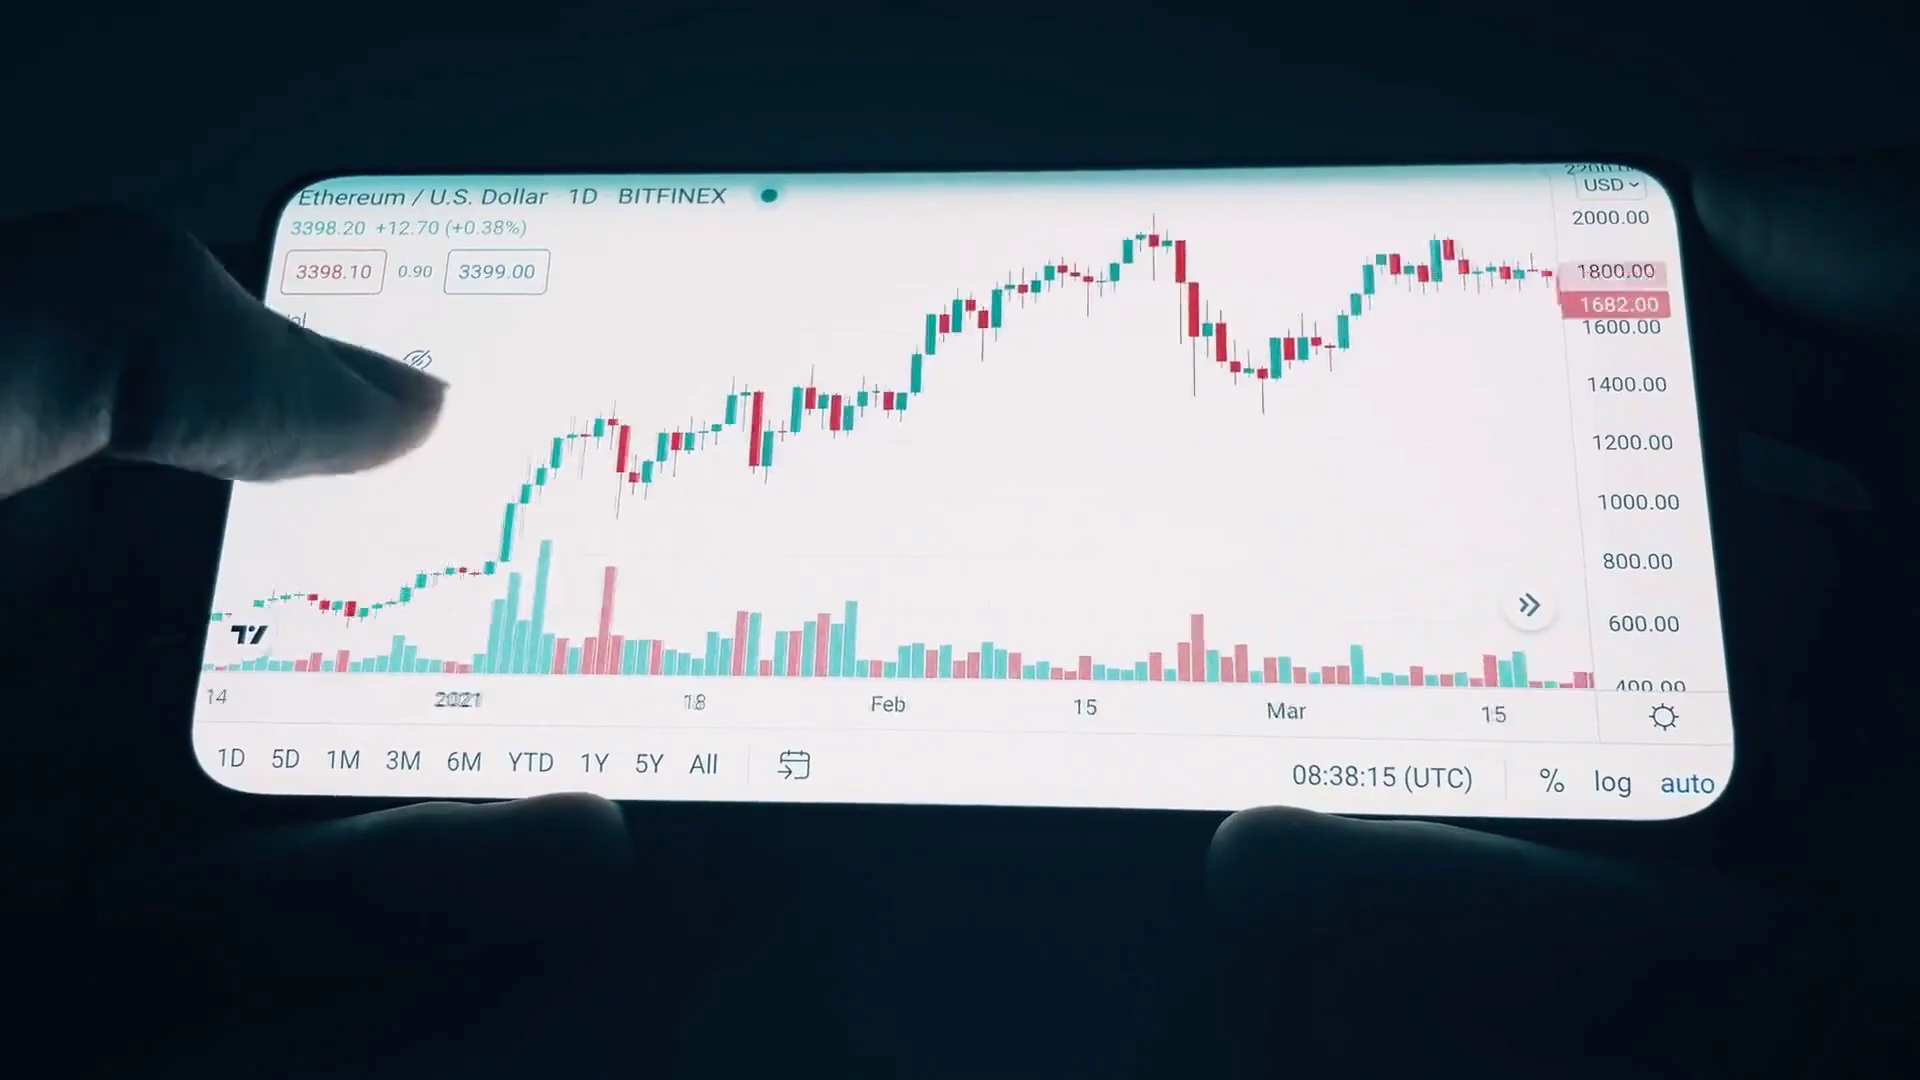 Ethereum / U.S. Dollar 1D BITFINEX
3398.20 +12.70 (+0.38%)
3398.10 0.90 3399.00
USD
2000.00
1800.00
1682.00
1600.00
1400.00
1200.00
1000.00
800.00
600.00
400.00
14 2021 18 Feb 15 Mar 15
1D 5D 1M 3M 6M YTD 1Y 5Y All
08:38:15 (UTC) % log auto